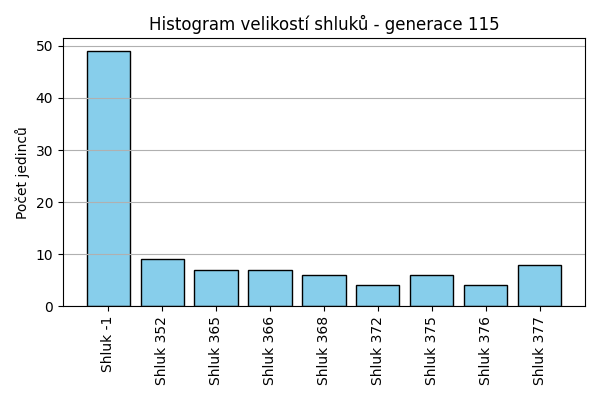 Histogram velikostí shluků - generace 115
Počet jedinců
50
40
30
20
10
0
Shluk -1
Shluk 352
Shluk 365
Shluk 366
Shluk 368
Shluk 372
Shluk 375
Shluk 376
Shluk 377